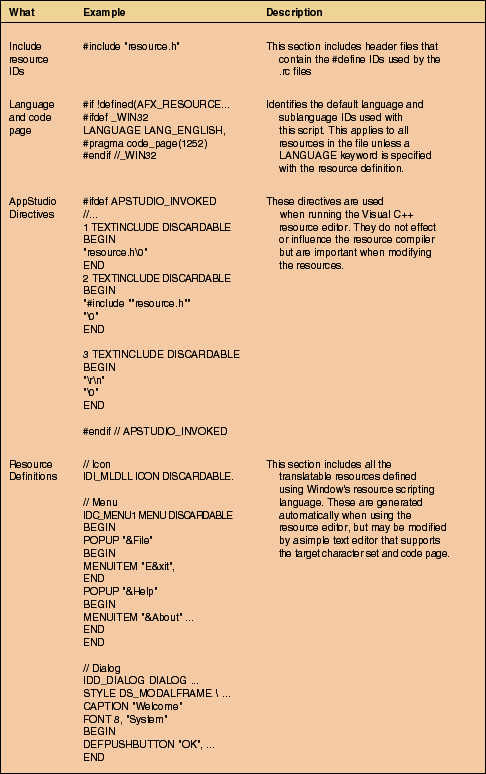 What Example Description
Include resource IDs
#include "resource.h"
This section includes header files that
contain the #define IDs used by the
.rc files
Language
and code
page
#if !defined(AFX_RESOURCE...
#ifdef _WIN32
LANGUAGE LANG_ENGLISH,
#pragma code_page(1252)
#endif //_WIN32
Identifies the default language and
sublanguage IDs used with
this script. This applies to all
resources in the file unless a
LANGUAGE keyword is specified
with the resource definition.
AppStudio
Directives
#ifdef APSTUDIO_INVOKED
//...
1 TEXTINCLUDE DISCARDABLE
BEGIN
"resource.h\0"
END
2 TEXTINCLUDE DISCARDABLE
BEGIN
"#include ""resource.h""
"\0"
END
3 TEXTINCLUDE DISCARDABLE
BEGIN
"\r\n"
"\0"
END
#endif // APSTUDIO_INVOKED
These directives are used
when running the Visual C++
resource editor. They do not effect
or influence the resource compiler
but are important when modifying
the resources.
Resource
Definitions
// Icon
IDI_MLDLL ICON DISCARDABLE.
// Menu
IDC_MENU1 MENU DISCARDABLE
BEGIN
POPUP "&File"
BEGIN
MENUITEM "E&xit",
END
POPUP "&Help"
BEGIN
MENUITEM "&About" ...
END
END
// Dialog
IDD_DIALOG DIALOG ...
STYLE DS_MODALFRAME \ ...
CAPTION "Welcome"
FONT 8, "System"
BEGIN
DEFPUSHBUTTON "OK", ...
END
This section includes all the
translatable resources defined
using Window's resource scripting
language. These are generated
automatically when using the
resource editor, but may be modified
by a simple text editor that supports
the target character set and code page.